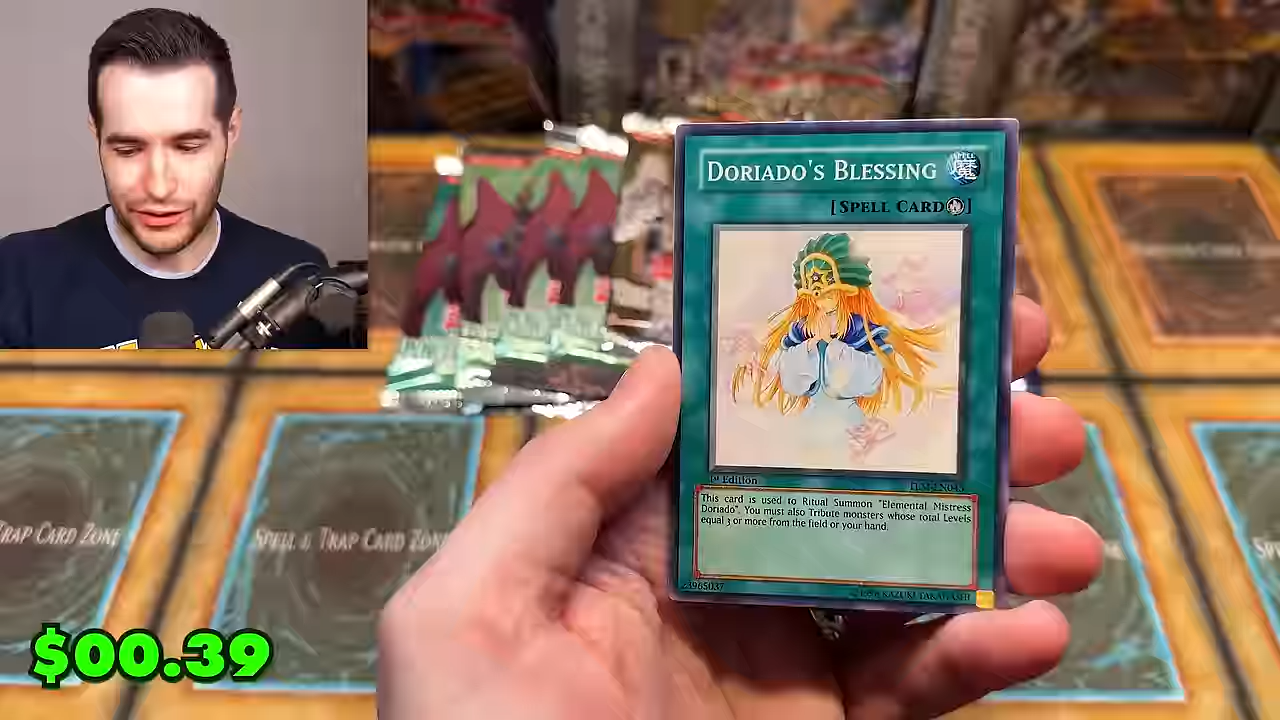 DORIADO'S BLESSING
[SPELL CARD]
1st Edition
This card is used to Ritual Summon "Elemental Mistress
Doriado". You must also Tribute monsters whose total Levels
equal 3 or more from the field or your hand.
KAZUKI TAKAHASHI
TRAP CARD ZONE
SPELL & TRAP CARD ZONE
$00.39